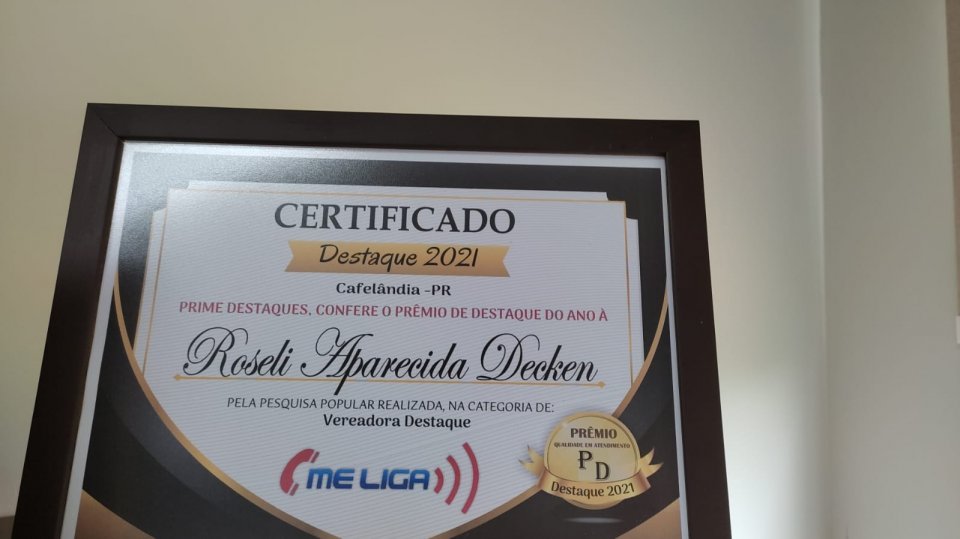 CERTIFICADO
Destaque 2021
Cafelândia -PR
PRIME DESTAQUES, CONFERE O PRÊMIO DE DESTAQUE DO ANO À
Roseli Aparecida Decken
PELA PESQUISA POPULAR REALIZADA, NA CATEGORIA DE:
Vereadora Destaque
ME LIGA
PRÊMIO
QUALIDADE EM ATENDIMENTO
P D
Destaque 2021